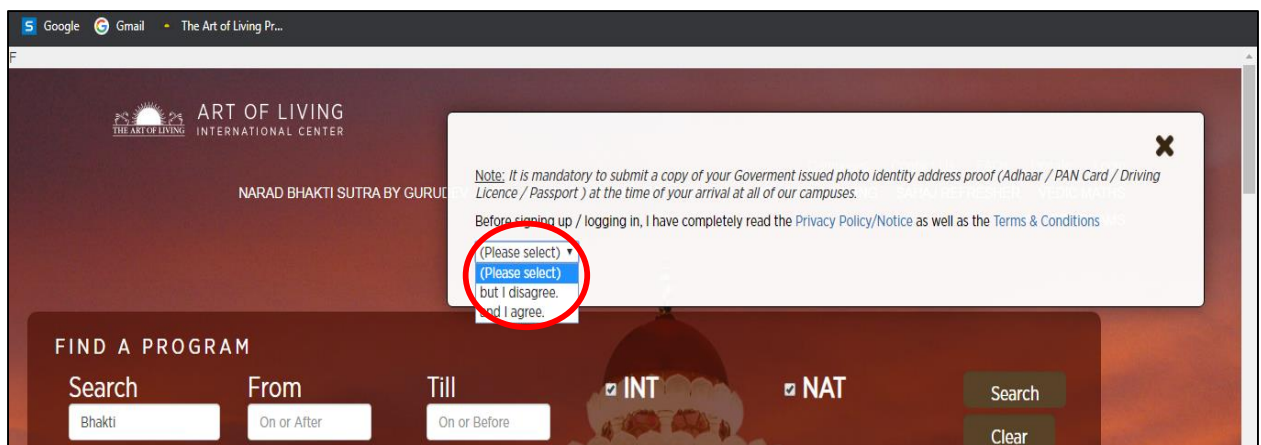 Google Gmail The Art of Living Pr...
F
ART OF LIVING
THE ART OF LIVING INTERNATIONAL CENTER
NARAD BHAKTI SUTRA BY GURUDEV
Note: It is mandatory to submit a copy of your Goverment issued photo identity address proof (Adhaar / PAN Card / Driving
Licence / Passport ) at the time of your arrival at all of our campuses.
Before signing up / logging in, I have completely read the Privacy Policy/Notice as well as the Terms & Conditions
(Please select)
(Please select)
but I disagree.
and I agree.
FIND A PROGRAM
Search From Till INT NAT Search
Bhakti On or After On or Before
Clear